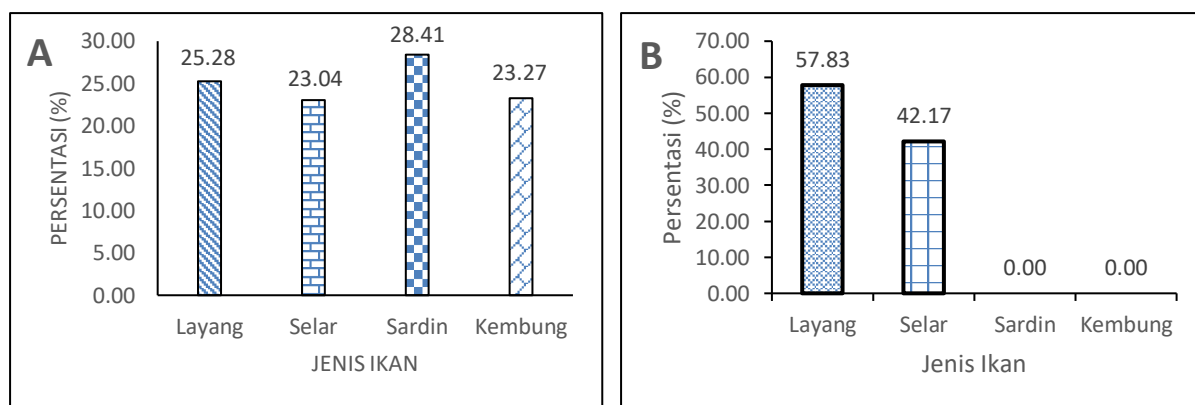 A
PERSENTASI (%)
30.00
25.00
20.00
15.00
10.00
5.00
0.00
25.28
23.04
28.41
23.27
Layang Selar Sardin Kembung
JENIS IKAN
B
Persentasi (%)
70.00
60.00
50.00
40.00
30.00
20.00
10.00
0.00
57.83
42.17
0.00
0.00
Layang Selar Sardin Kembung
Jenis Ikan